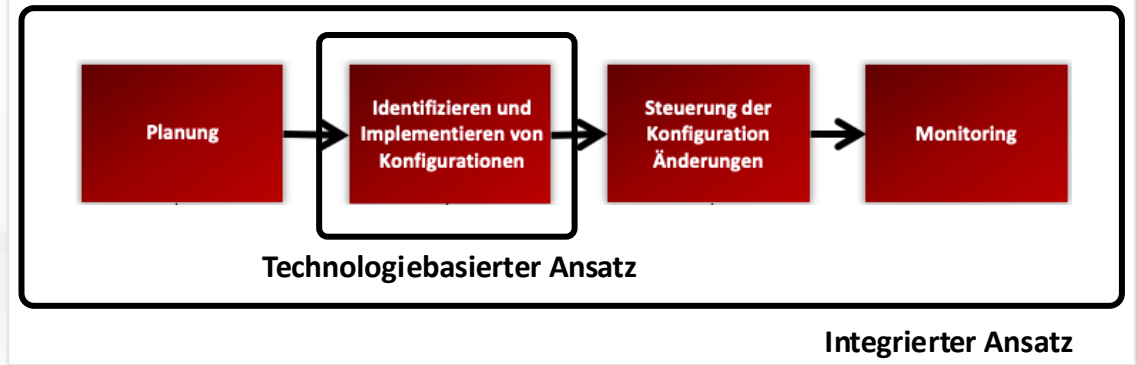 Planung
Identifizieren und
Implementieren von
Konfigurationen
Steuerung der
Konfiguration
Änderungen
Monitoring
Technologiebasierter Ansatz
Integrierter Ansatz